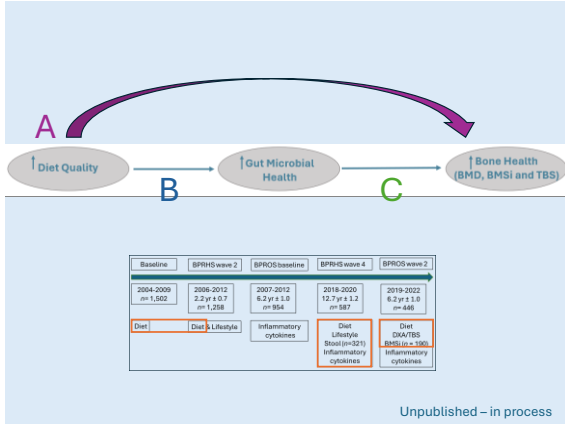 A
↑Diet Quality
B
↑Gut Microbial
Health
C
↑Bone Health
(BMD, BMSi and TBS)
Baseline
BPRHS wave 2
BPROS baseline
BPRHS wave 4
BPROS wave 2
2004-2009
n= 1,502
2006-2012
2.2 yr ± 0.7
n= 1,258
2007-2012
6.2 yr ± 1.0
n= 954
2018-2020
12.7 yr ± 1.2
n= 587
2019-2022
6.2 yr ± 1.0
n= 446
Diet
Diet & Lifestyle
Inflammatory
cytokines
Diet
Lifestyle
Stool (n=321)
Inflammatory
cytokines
Diet
DXA/TBS
BMSi (n = 190)
Inflammatory
cytokines
Unpublished – in process